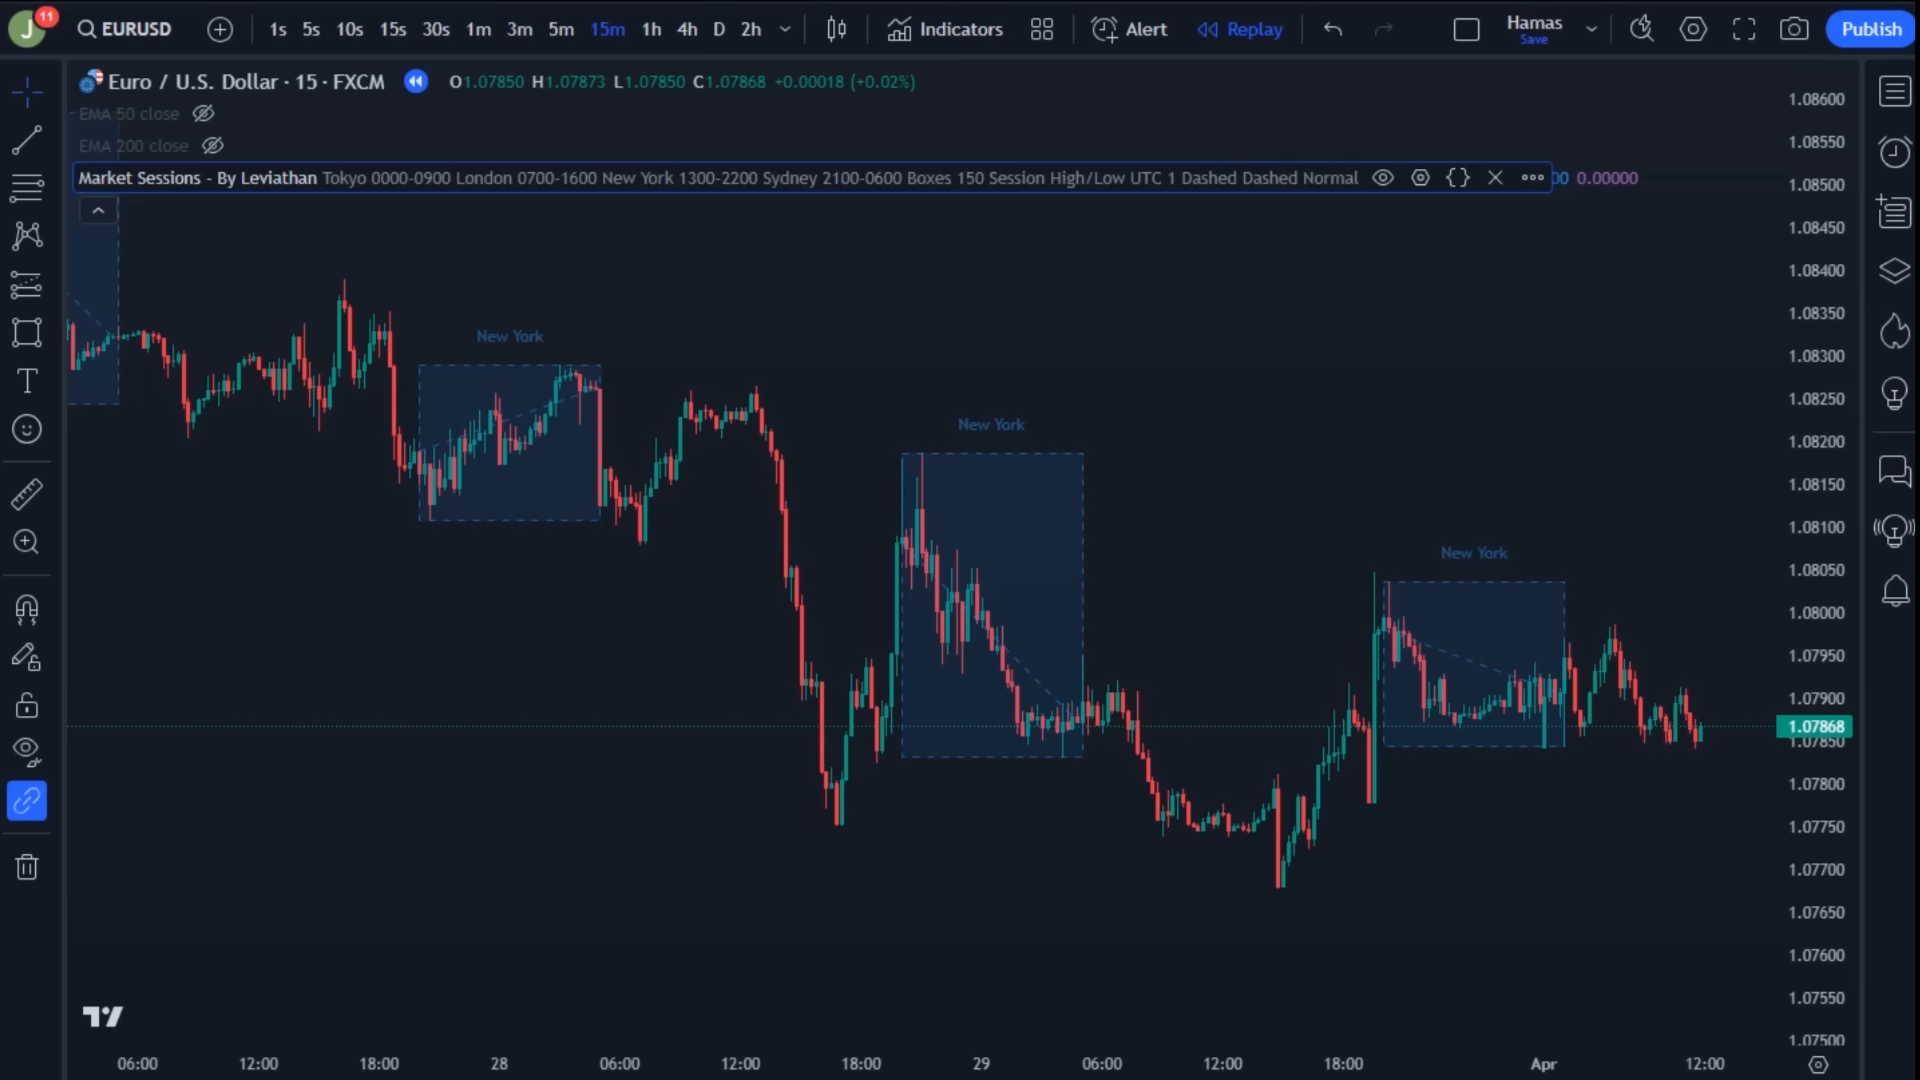 J 11 EURUSD 1s 5s 10s 15s 30s 1m 3m 5m 15m 1h 4h D 2h Indicators Alert Replay Hamas Save Publish
Euro / U.S. Dollar · 15 · FXCM O1.07850 H1.07873 L1.07850 C1.07868 +0.00018 (+0.02%)
EMA 50 close
EMA 200 close
Market Sessions - By Leviathan Tokyo 0000-0900 London 0700-1600 New York 1300-2200 Sydney 2100-0600 Boxes 150 Session High/Low UTC 1 Dashed Dashed Normal 00 0.00000
New York
New York
New York
1.08600
1.08550
1.08500
1.08450
1.08400
1.08350
1.08300
1.08250
1.08200
1.08150
1.08100
1.08050
1.08000
1.07950
1.07900
1.07868
1.07850
1.07800
1.07750
1.07700
1.07650
1.07600
1.07550
1.07500
06:00 12:00 18:00 28 06:00 12:00 18:00 29 06:00 12:00 18:00 Apr 12:00